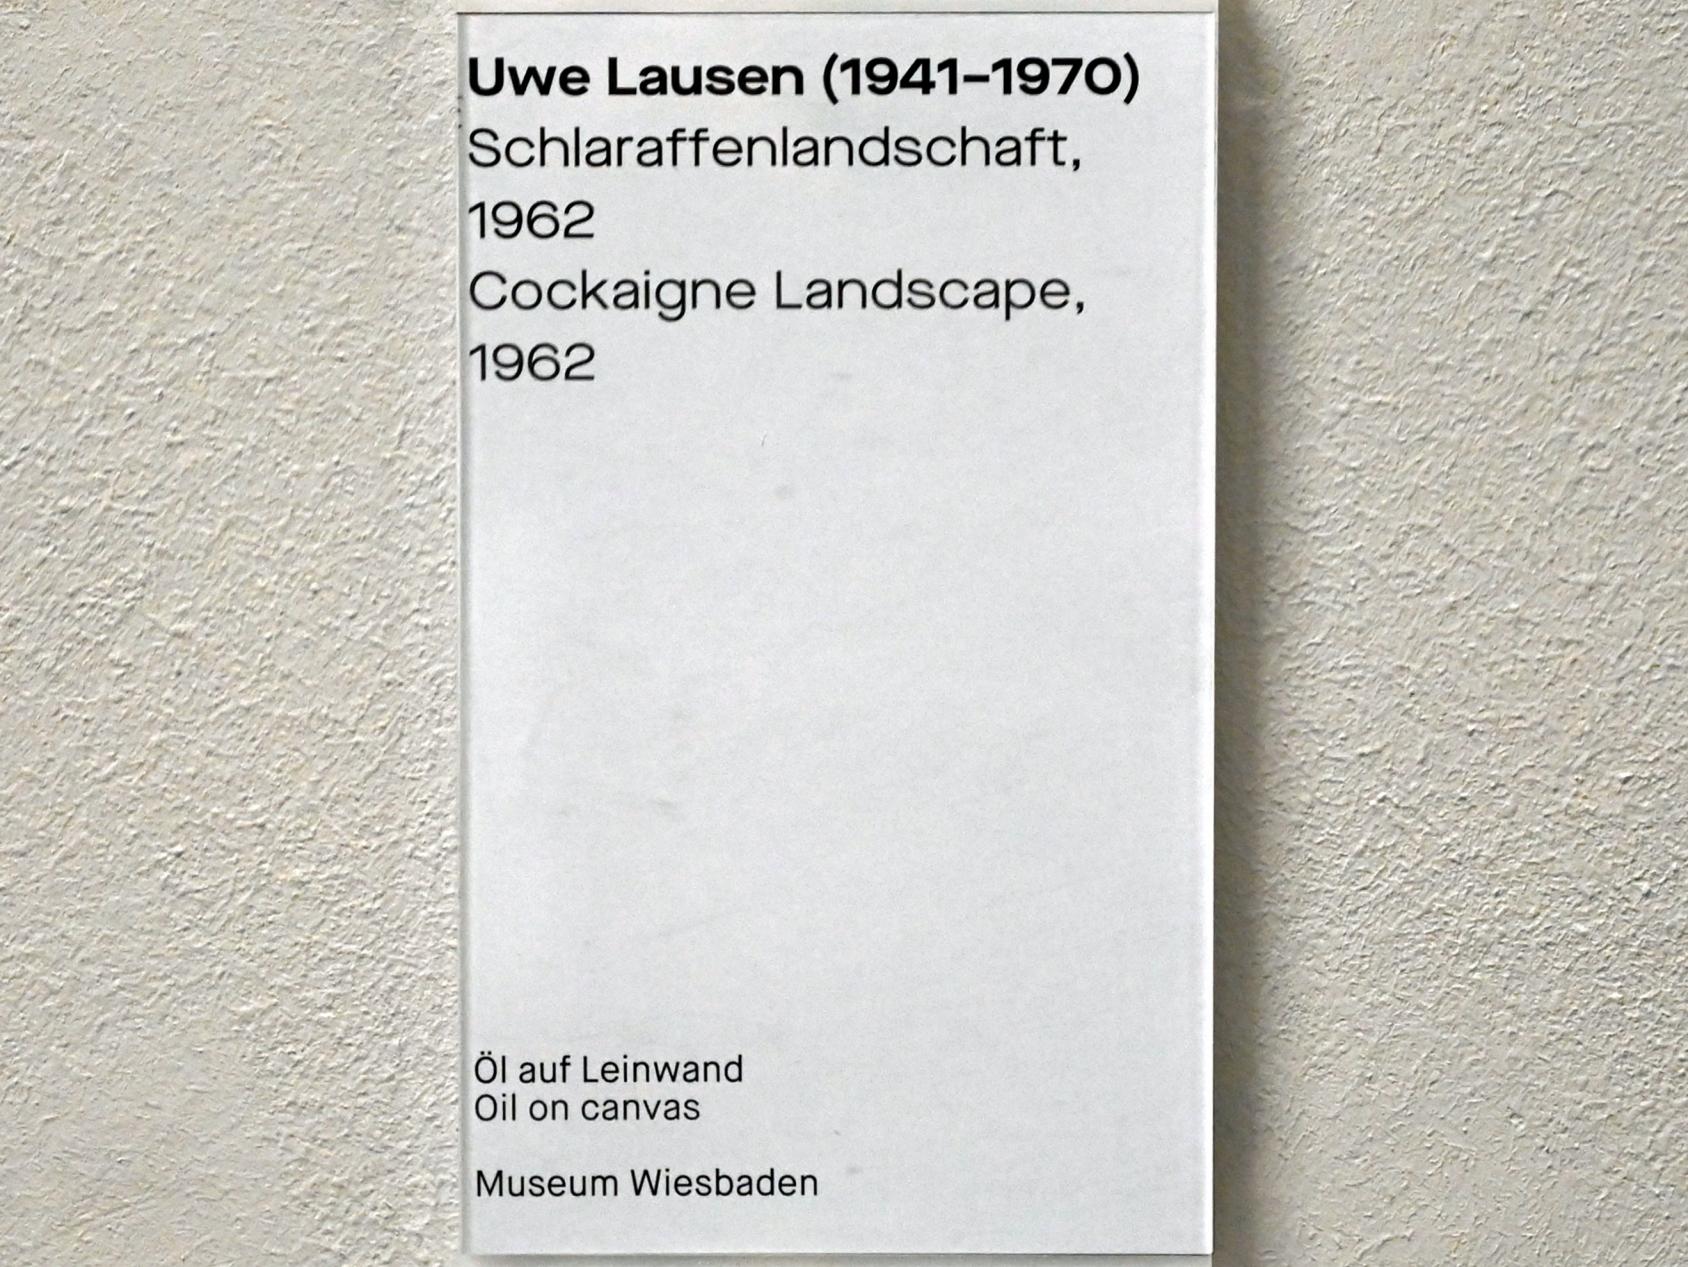 Uwe Lausen (1941–1970)
Schlaraffenlandschaft,
1962
Cockaigne Landscape,
1962
Öl auf Leinwand
Oil on canvas
Museum Wiesbaden